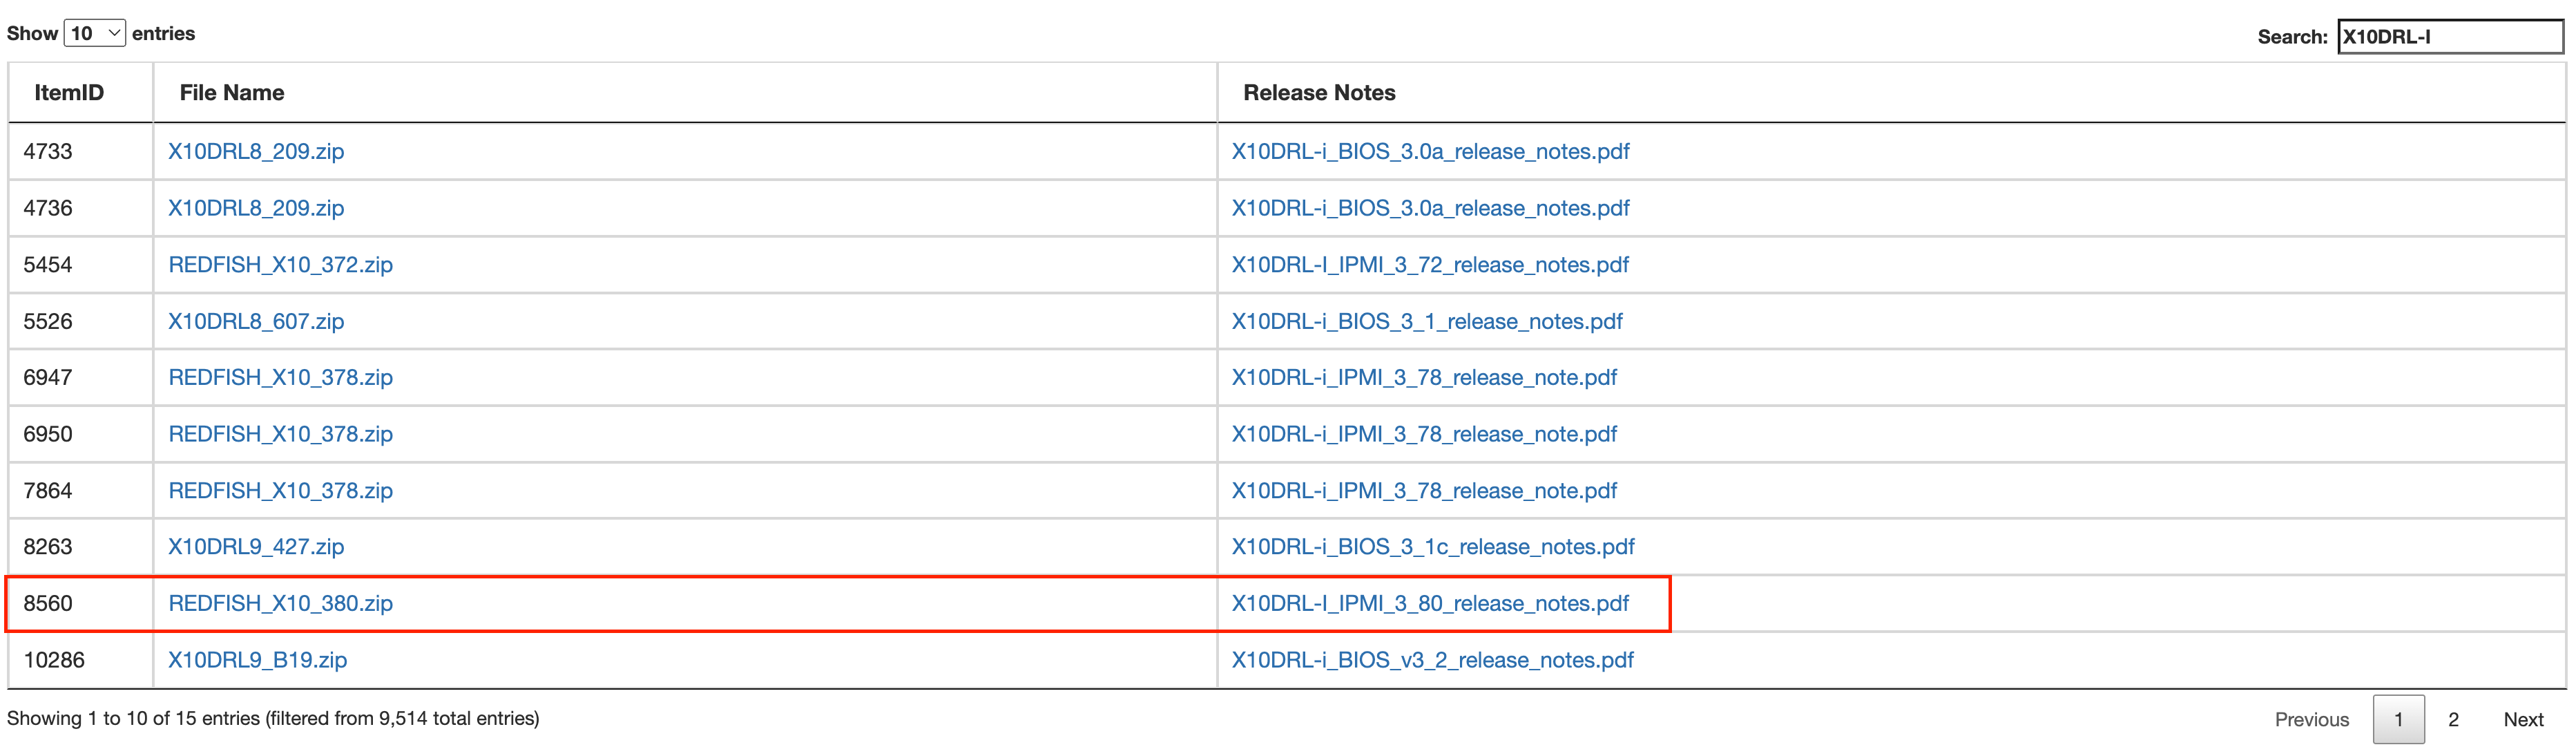 Show 10 entries Search: X10DRL-I
ItemID File Name Release Notes
4733 X10DRL8_209.zip X10DRL-i_BIOS_3.0a_release_notes.pdf
4736 X10DRL8_209.zip X10DRL-i_BIOS_3.0a_release_notes.pdf
5454 REDFISH_X10_372.zip X10DRL-I_IPMI_3_72_release_notes.pdf
5526 X10DRL8_607.zip X10DRL-i_BIOS_3_1_release_notes.pdf
6947 REDFISH_X10_378.zip X10DRL-i_IPMI_3_78_release_note.pdf
6950 REDFISH_X10_378.zip X10DRL-i_IPMI_3_78_release_note.pdf
7864 REDFISH_X10_378.zip X10DRL-i_IPMI_3_78_release_note.pdf
8263 X10DRL9_427.zip X10DRL-i_BIOS_3_1c_release_notes.pdf
8560 REDFISH_X10_380.zip X10DRL-I_IPMI_3_80_release_notes.pdf
10286 X10DRL9_B19.zip X10DRL-i_BIOS_v3_2_release_notes.pdf
Showing 1 to 10 of 15 entries (filtered from 9,514 total entries) Previous 1 2 Next